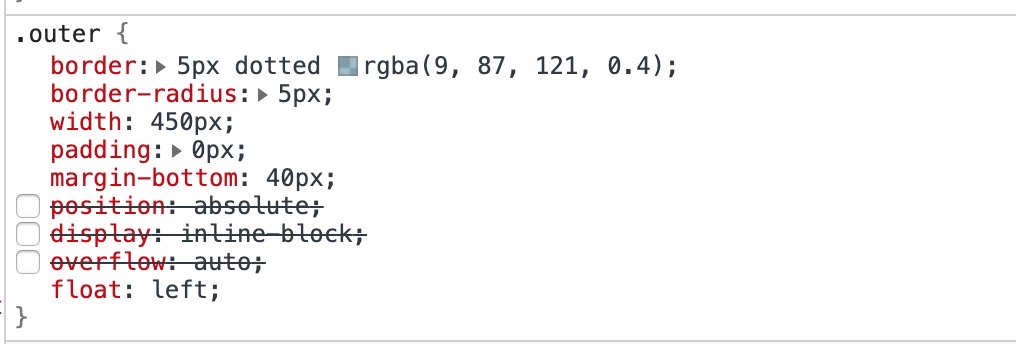 .outer {
border: 5px dotted rgba(9, 87, 121, 0.4);
border-radius: 5px;
width: 450px;
padding: 0px;
margin-bottom: 40px;
position: absolute;
display: inline-block;
overflow: auto;
float: left;
}